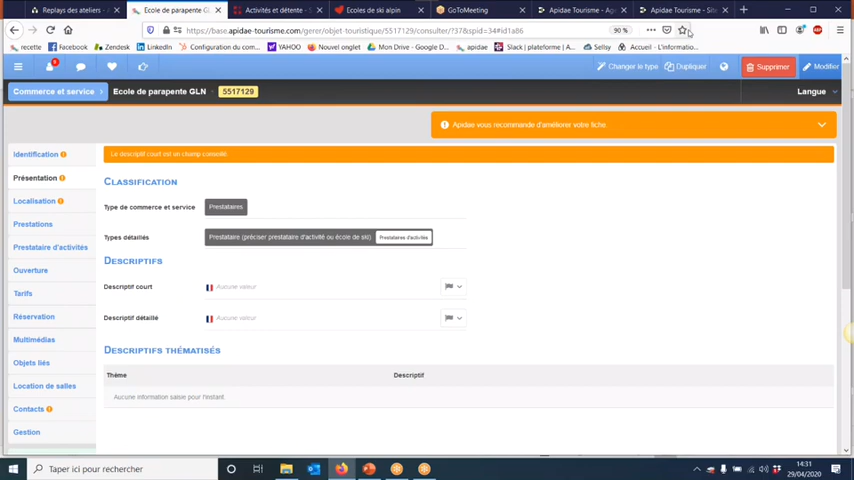 Replays des ateliers - A
Ecole de parapente GLN
Activités et détente - S
Ecoles de ski alpin
GoToMeeting
Apidae Tourisme - Age
Apidae Tourisme - Site
https://base.apidae-tourisme.com/gerer/objet-touristique/5517129/consulter/?37&spid=34#id1a86
90 %
recette
Facebook
Zendesk
LinkedIn
Configuration du com...
YAHOO
Nouvel onglet
Mon Drive - Google D...
apidae
Slack | plateforme | A...
Sellsy
Accueil - L'informatio...
Changer le type
Dupliquer
Supprimer
Modifier
Commerce et service
Ecole de parapente GLN
5517129
Langue
Apidae vous recommande d'améliorer votre fiche.
Identification
Le descriptif court est un champ conseillé.
Présentation
CLASSIFICATION
Localisation
Type de commerce et service
Prestataires
Prestations
Types détaillés
Prestataire (préciser prestataire d'activité ou école de ski)
Prestataires d'activités
Prestataire d'activités
DESCRIPTIFS
Ouverture
Descriptif court
Aucune valeur
Tarifs
Réservation
Descriptif détaillé
Aucune valeur
Multimédias
DESCRIPTIFS THÉMATISÉS
Objets liés
Thème
Descriptif
Location de salles
Aucune information saisie pour l'instant.
Contacts
Gestion
Taper ici pour rechercher
14:31
29/04/2020